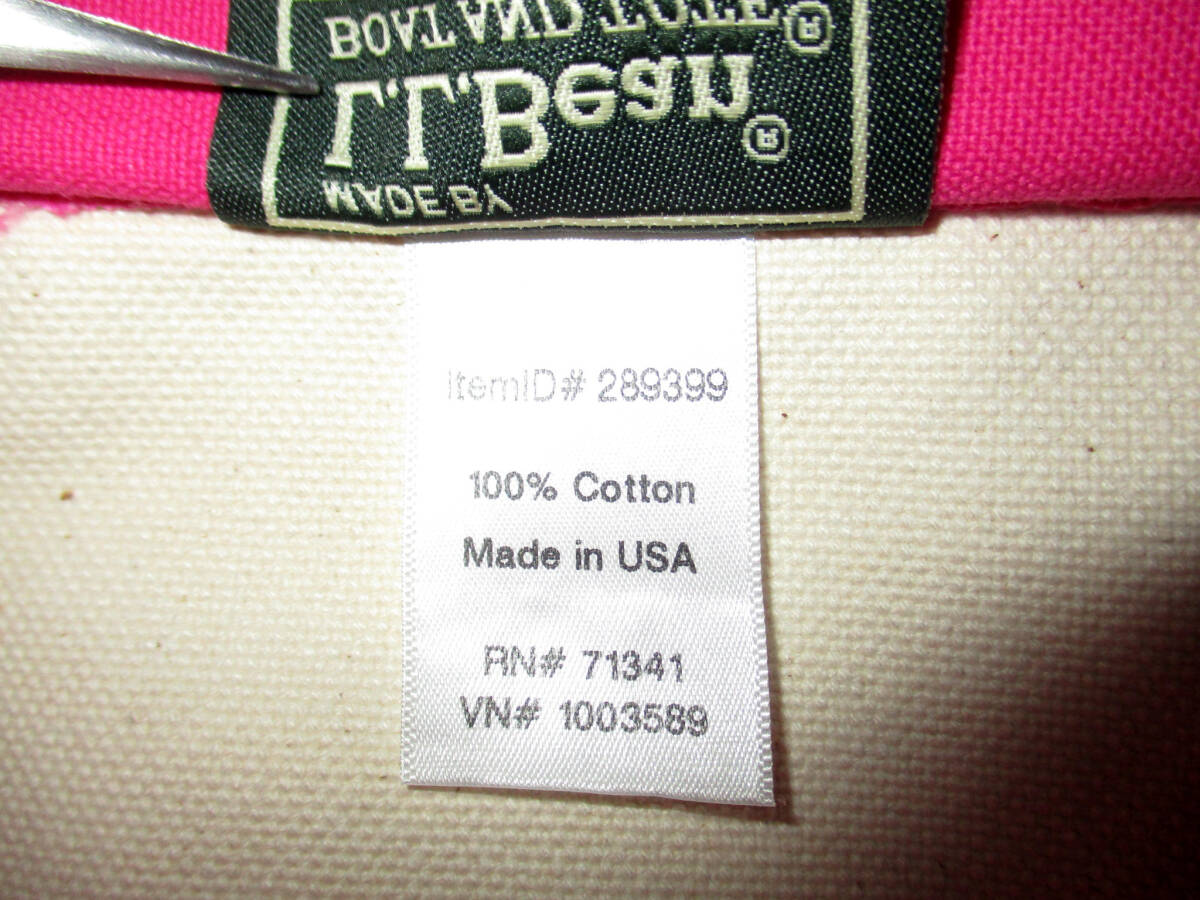 BOAT AND TOTE®
L.L.Bean®
MADE BY
ItemID# 289399
100% Cotton
Made in USA
RN# 71341
VN# 1003589